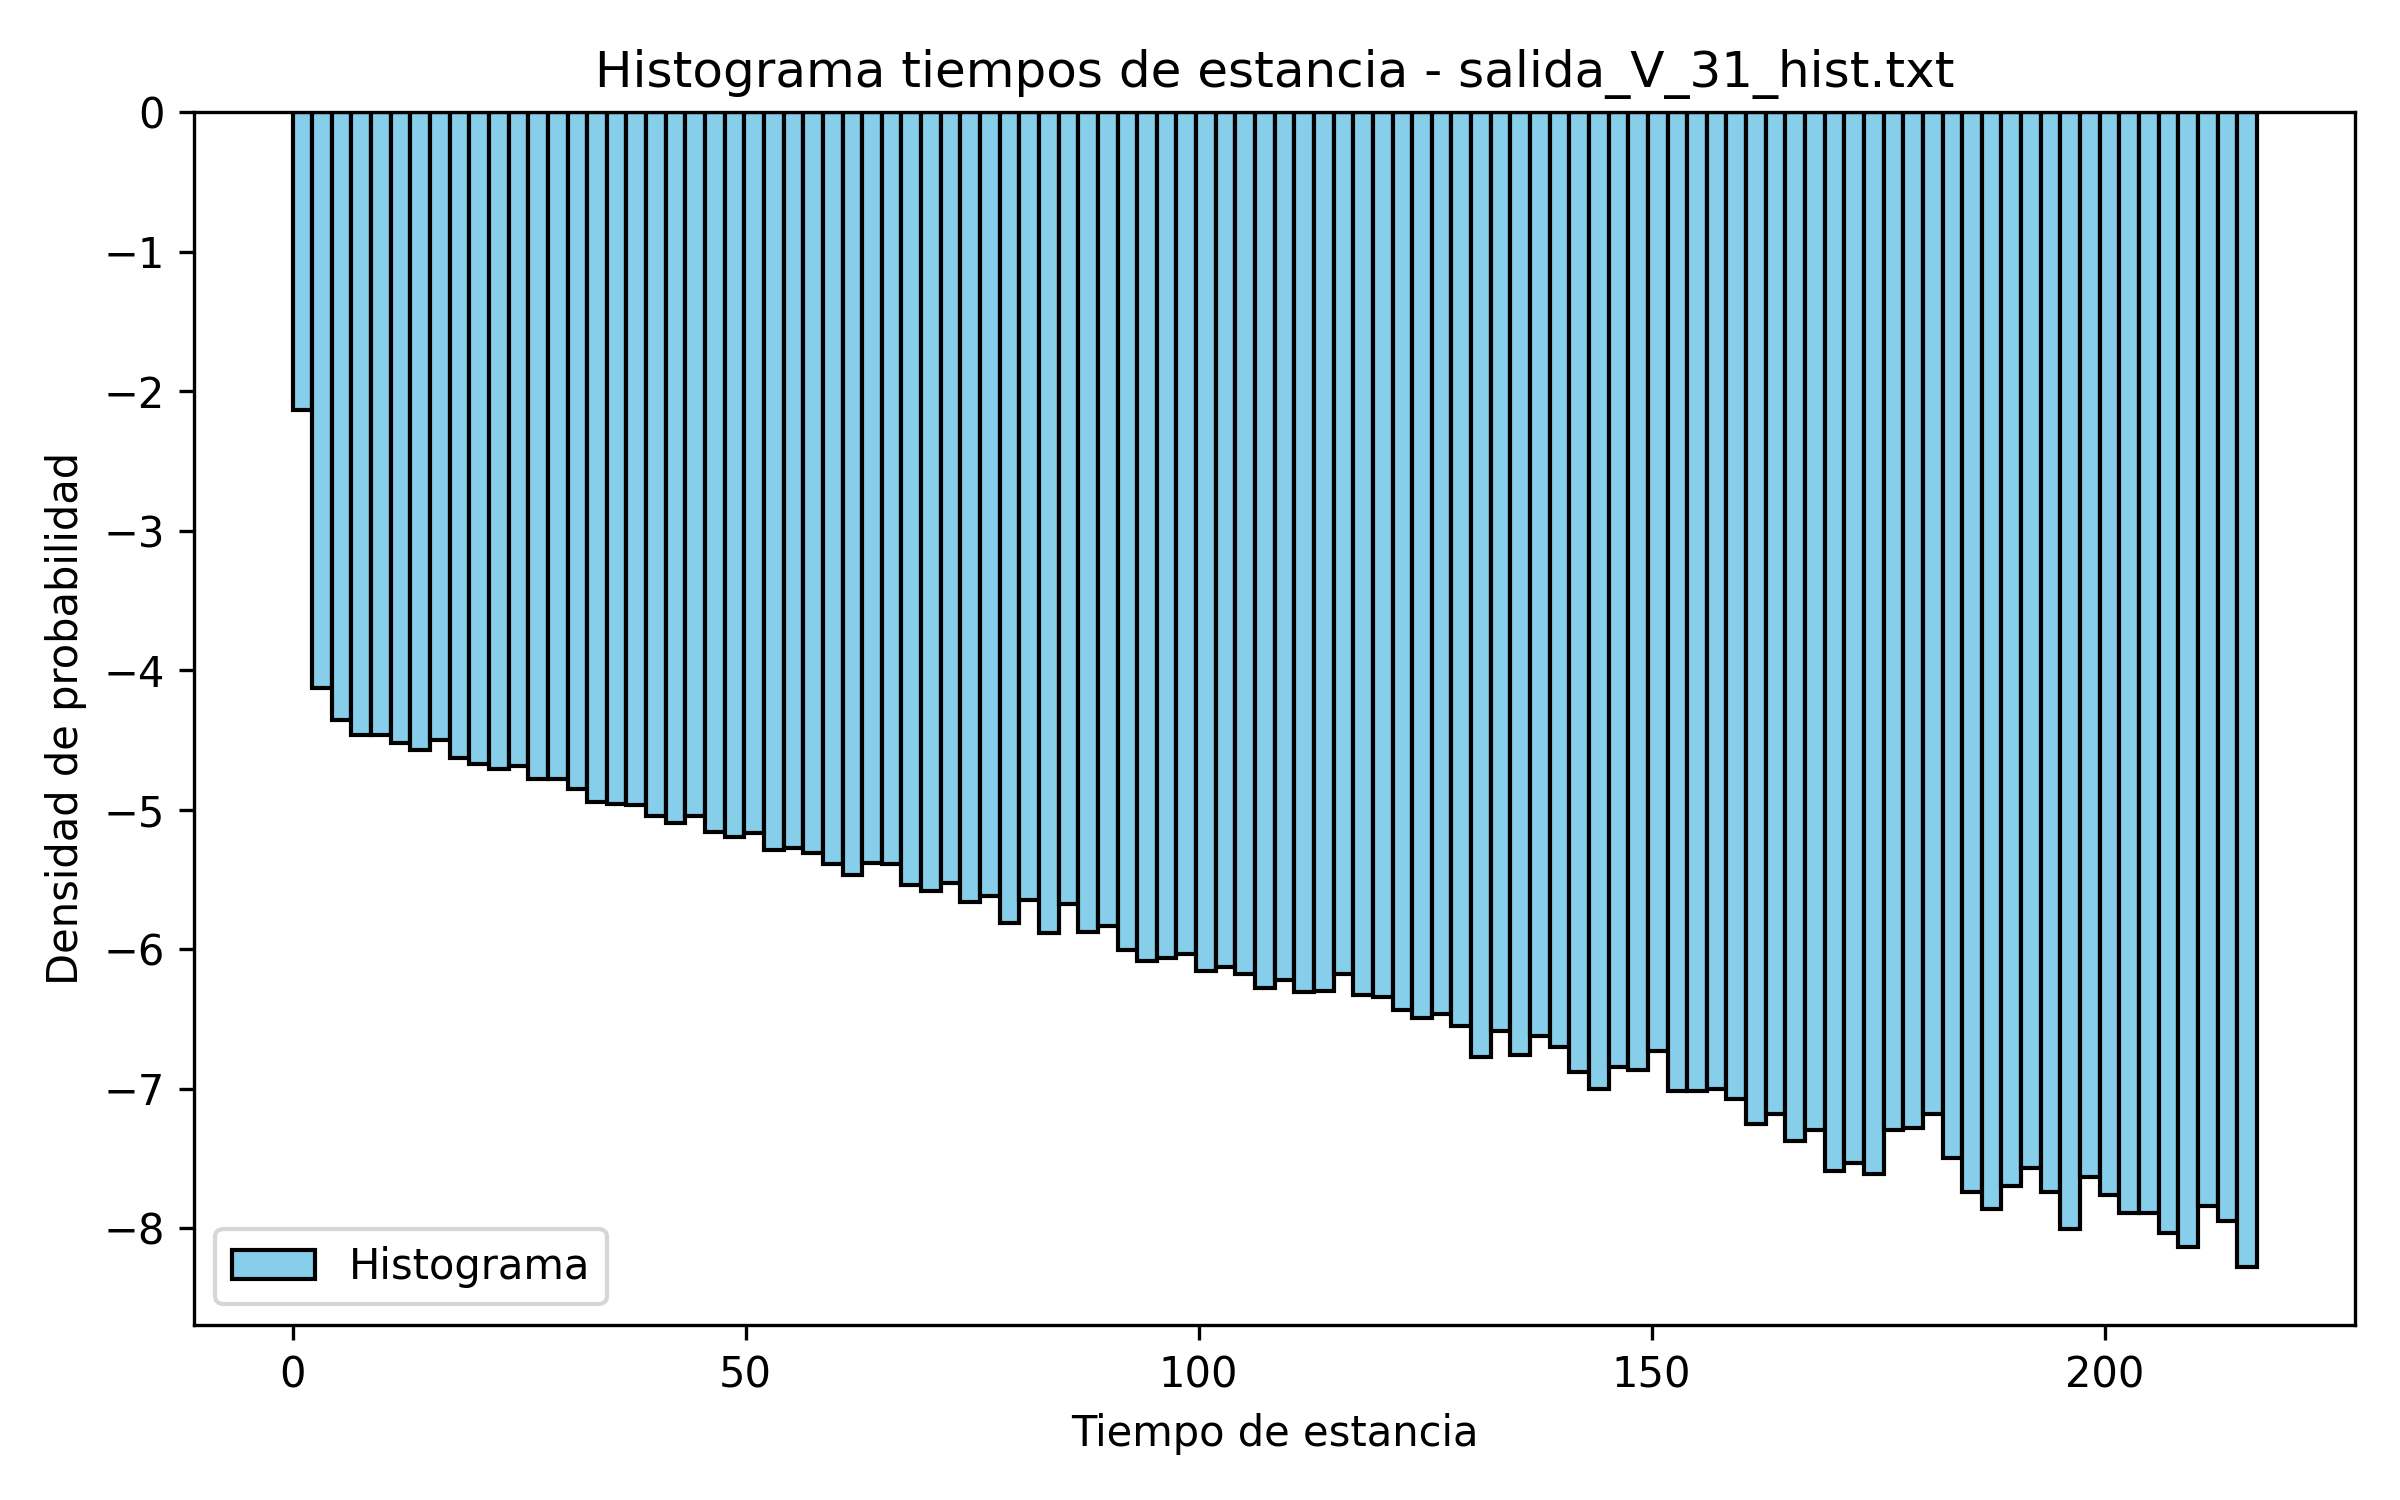 Histograma tiempos de estancia - salida_V_31_hist.txt
0
−1
−2
−3
−4
−5
−6
−7
−8
Densidad de probabilidad
Histograma
0 50 100 150 200
Tiempo de estancia